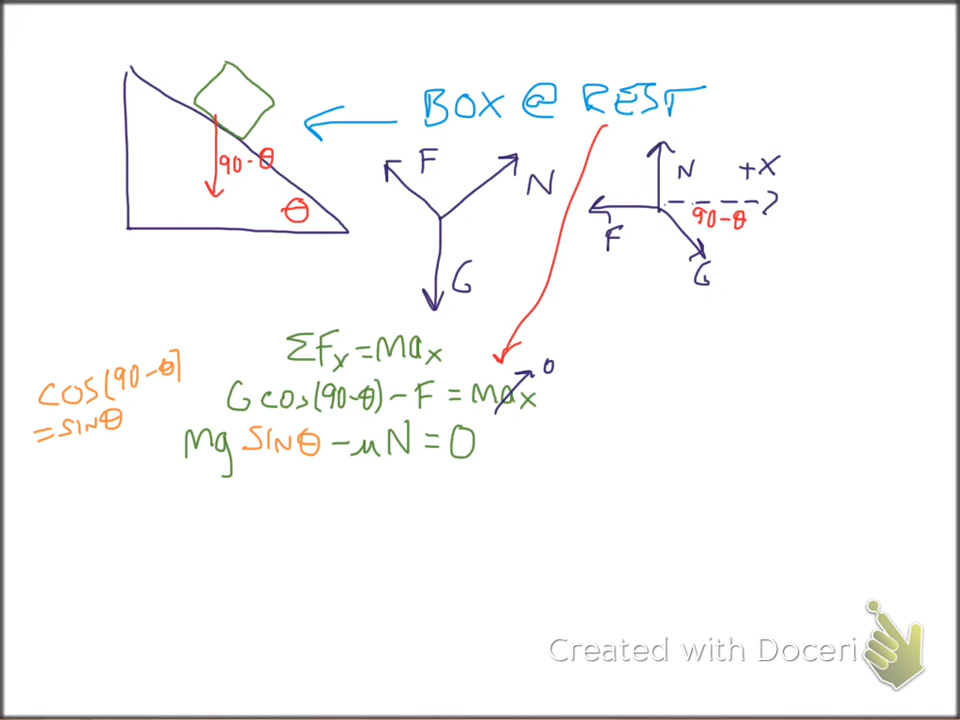 BOX @ REST
90-θ
θ
F
N
G
N
+X
90-θ
F
G
ΣFx=Max
cos(90-θ)
=sinθ
G cos(90-θ) - F = Max
0
Mg SINθ - μN = 0
Created with Doceri